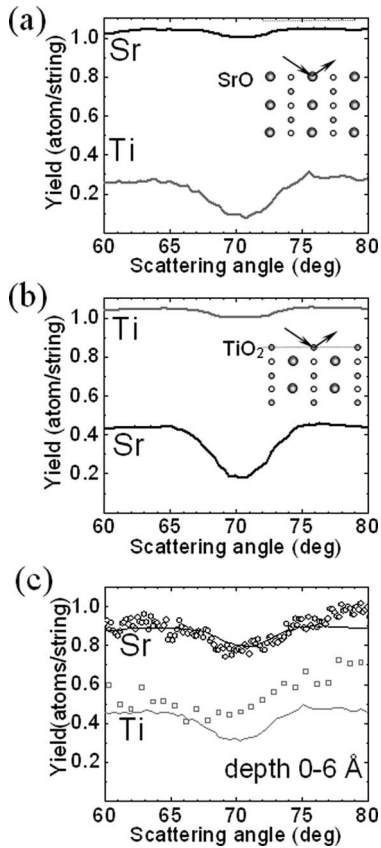 (a)
1.0
0.8
0.6
0.4
0.2
Yield (atom/string)
Sr
SrO
Ti
60 65 70 75 80
Scattering angle (deg)
(b)
1.0
0.8
0.6
0.4
0.2
Yield (atom/string)
Ti
TiO2
Sr
60 65 70 75 80
Scattering angle (deg)
(c)
1.0
0.8
0.6
0.4
0.2
Yield(atoms/string)
Sr
Ti
depth 0-6 Å
60 65 70 75 80
Scattering angle (deg)